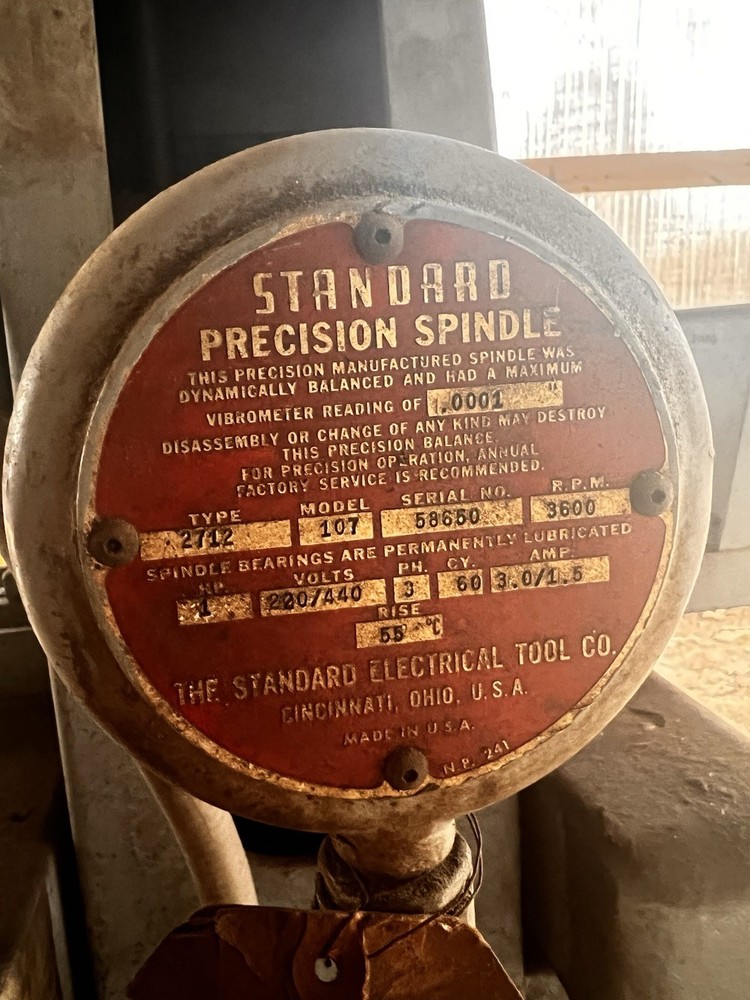 STANDARD
PRECISION SPINDLE
THIS PRECISION MANUFACTURED SPINDLE WAS
DYNAMICALLY BALANCED AND HAD A MAXIMUM
VIBROMETER READING OF .0001 "
DISASSEMBLY OR CHANGE OF ANY KIND MAY DESTROY
THIS PRECISION BALANCE.
FOR PRECISION OPERATION, ANNUAL
FACTORY SERVICE IS RECOMMENDED.
TYPE MODEL SERIAL NO. R.P.M.
2712 107 58650 3600
SPINDLE BEARINGS ARE PERMANENTLY LUBRICATED
HP. VOLTS PH. CY. AMP.
1 220/440 3 60 3.0/1.5
RISE
55 °C
THE STANDARD ELECTRICAL TOOL CO.
CINCINNATI, OHIO, U.S.A.
MADE IN U.S.A.
N.P. 241